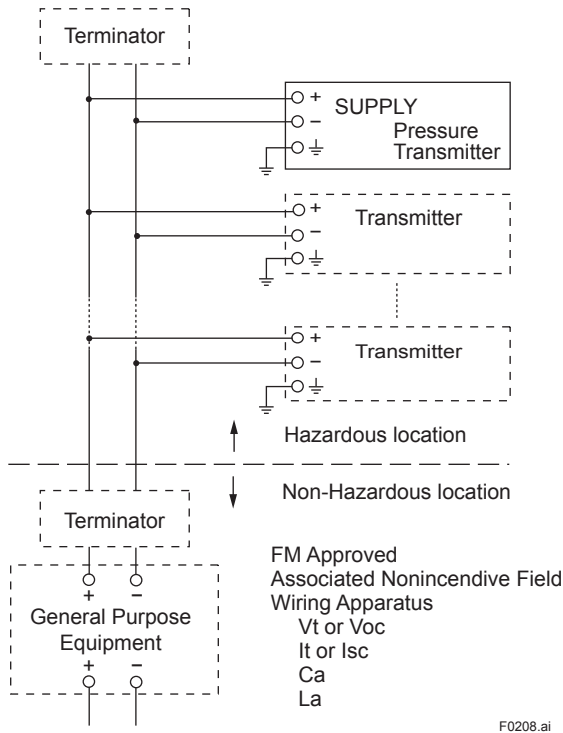 Terminator
+
SUPPLY
−
Pressure
Transmitter
+
Transmitter
−
+
Transmitter
−
Hazardous location
Non-Hazardous location
Terminator
FM Approved
Associated Nonincendive Field
Wiring Apparatus
Vt or Voc
It or Isc
Ca
La
+ −
General Purpose
Equipment
+ −
F0208.ai